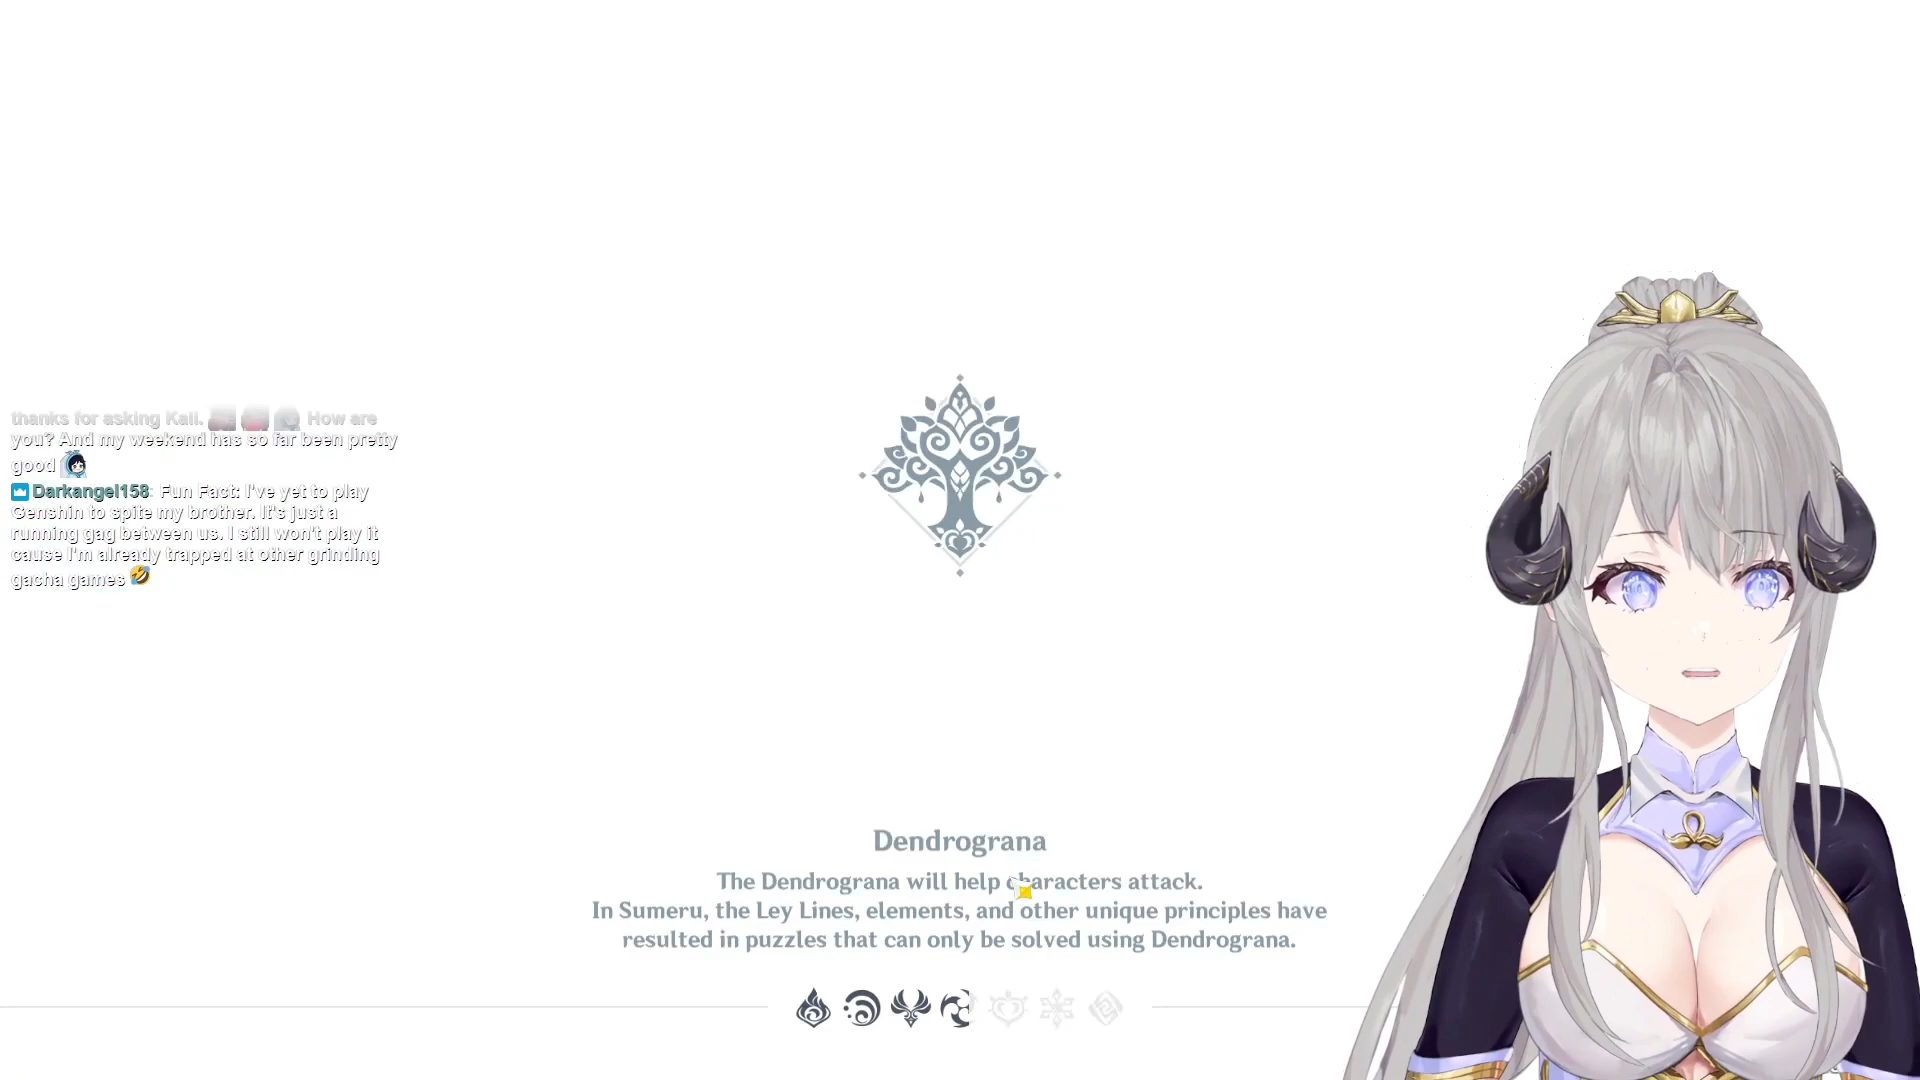 thanks for asking Kali. How are
you? And my weekend has so far been pretty
good
Darkangel158: Fun Fact: I've yet to play
Genshin to spite my brother. It's just a
running gag between us. I still won't play it
cause I'm already trapped at other grinding
gacha games
Dendrograna
The Dendrograna will help characters attack.
In Sumeru, the Ley Lines, elements, and other unique principles have
resulted in puzzles that can only be solved using Dendrograna.